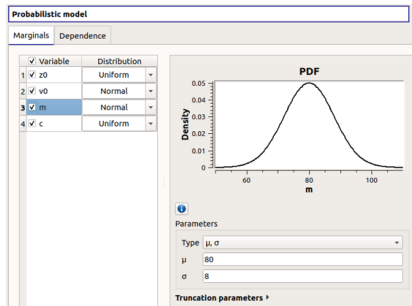 Probabilistic model
Marginals Dependence
Variable Distribution
1 z0 Uniform
2 v0 Normal
3 m Normal
4 c Uniform
PDF
Density
0.05
0.04
0.03
0.02
0.01
0
60 80 100
m
Parameters
Type μ, σ
μ 80
σ 8
Truncation parameters